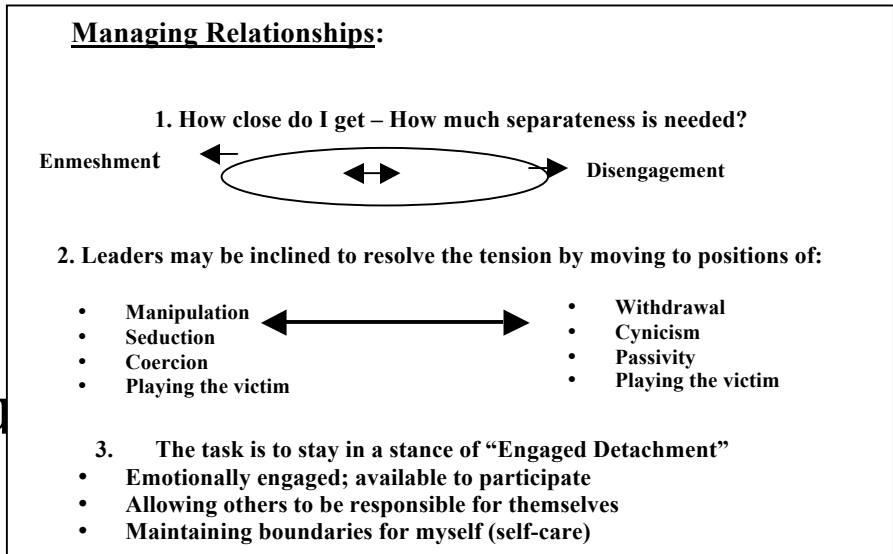 Managing Relationships:
1. How close do I get – How much separateness is needed?
Enmeshment
Disengagement
2. Leaders may be inclined to resolve the tension by moving to positions of:
• Manipulation
• Seduction
• Coercion
• Playing the victim
• Withdrawal
• Cynicism
• Passivity
• Playing the victim
3. The task is to stay in a stance of “Engaged Detachment”
• Emotionally engaged; available to participate
• Allowing others to be responsible for themselves
• Maintaining boundaries for myself (self-care)